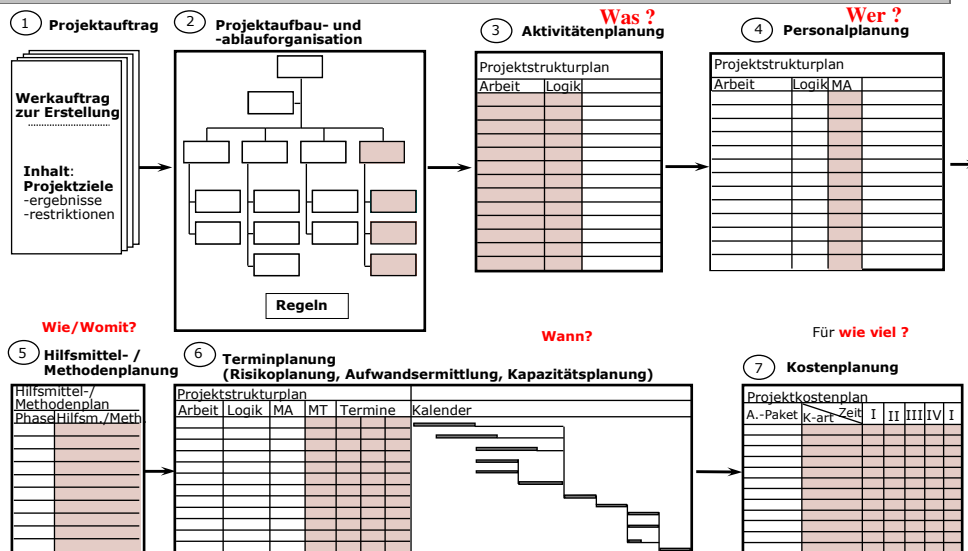 1 Projektauftrag
Werkauftrag
zur Erstellung
Inhalt:
Projektziele
-ergebnisse
-restriktionen
2 Projektaufbau- und
-ablauforganisation
Regeln
Was ?
3 Aktivitätenplanung
Projektstrukturplan
Arbeit Logik
Wer ?
4 Personalplanung
Projektstrukturplan
Arbeit Logik MA
Wie/Womit?
5 Hilfsmittel- /
Methodenplanung
Hilfsmittel-/
Methodenplan
Phase Hilfsm./Meth.
Wann?
6 Terminplanung
(Risikoplanung, Aufwandsermittlung, Kapazitätsplanung)
Projektstrukturplan
Arbeit Logik MA MT Termine Kalender
Für wie viel ?
7 Kostenplanung
Projektkostenplan
A.-Paket K-art Zeit I II III IV I